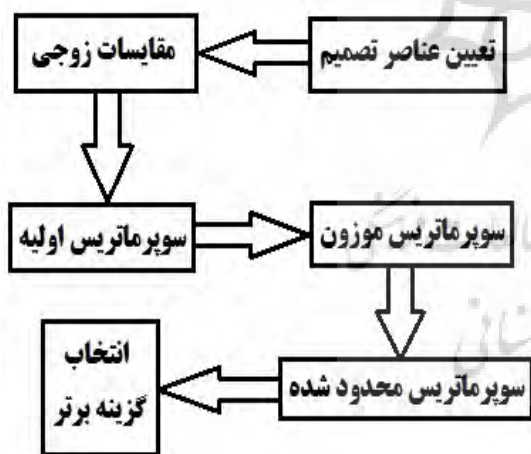 تعیین عناصر تصمیم
مقایسات زوجی
سوپرماتریس اولیه
سوپرماتریس موزون
سوپرماتریس محدود شده
انتخاب
گزینه برتر